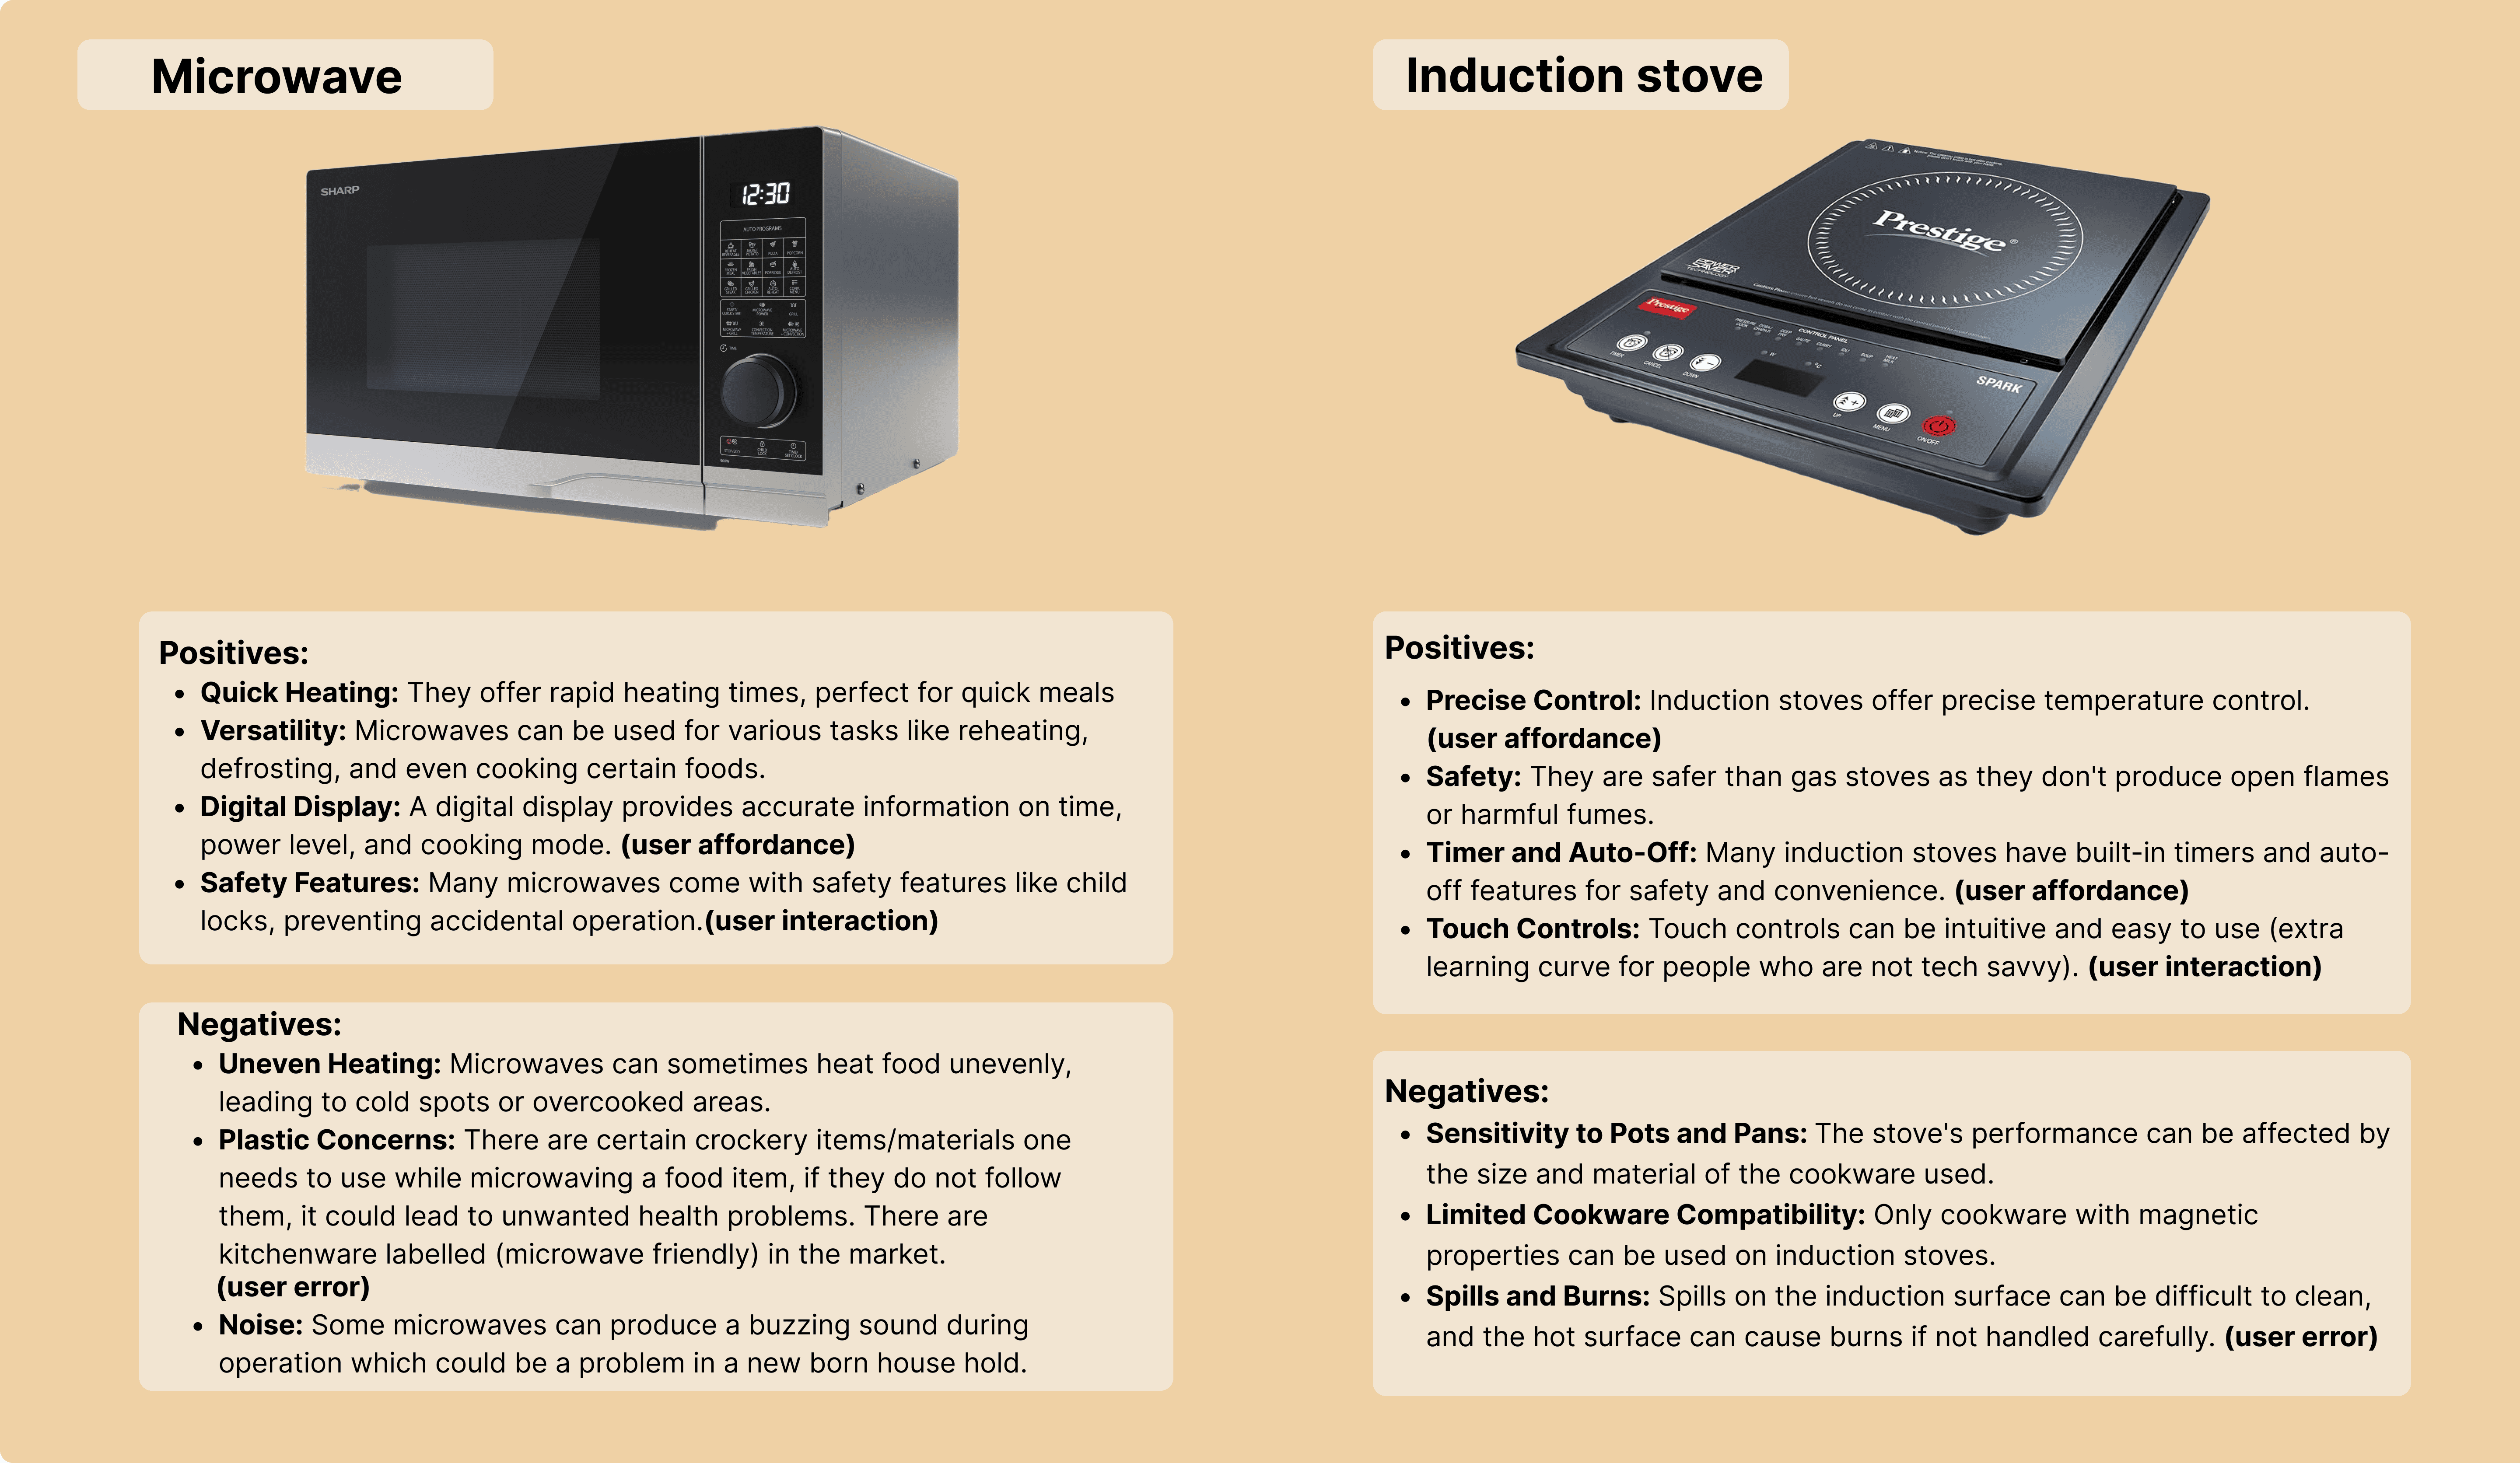 Microwave
SHARP
12:30
AUTO PROGRAMS
PIZZA
POPCORN
PORRIDGE
GRILL
TIME
Positives:
• Quick Heating: They offer rapid heating times, perfect for quick meals
• Versatility: Microwaves can be used for various tasks like reheating,
defrosting, and even cooking certain foods.
• Digital Display: A digital display provides accurate information on time,
power level, and cooking mode. (user affordance)
• Safety Features: Many microwaves come with safety features like child
locks, preventing accidental operation.(user interaction)
Negatives:
• Uneven Heating: Microwaves can sometimes heat food unevenly,
leading to cold spots or overcooked areas.
• Plastic Concerns: There are certain crockery items/materials one
needs to use while microwaving a food item, if they do not follow
them, it could lead to unwanted health problems. There are
kitchenware labelled (microwave friendly) in the market.
(user error)
• Noise: Some microwaves can produce a buzzing sound during
operation which could be a problem in a new born house hold.
Induction stove
Prestige®
POWER
SAVER
TECHNOLOGY
Prestige
CONTROL PANEL
W
°C
TIMER
CANCEL
DOWN
UP
MENU
ON/OFF
SPARK
Positives:
• Precise Control: Induction stoves offer precise temperature control.
(user affordance)
• Safety: They are safer than gas stoves as they don't produce open flames
or harmful fumes.
• Timer and Auto-Off: Many induction stoves have built-in timers and auto-
off features for safety and convenience. (user affordance)
• Touch Controls: Touch controls can be intuitive and easy to use (extra
learning curve for people who are not tech savvy). (user interaction)
Negatives:
• Sensitivity to Pots and Pans: The stove's performance can be affected by
the size and material of the cookware used.
• Limited Cookware Compatibility: Only cookware with magnetic
properties can be used on induction stoves.
• Spills and Burns: Spills on the induction surface can be difficult to clean,
and the hot surface can cause burns if not handled carefully. (user error)